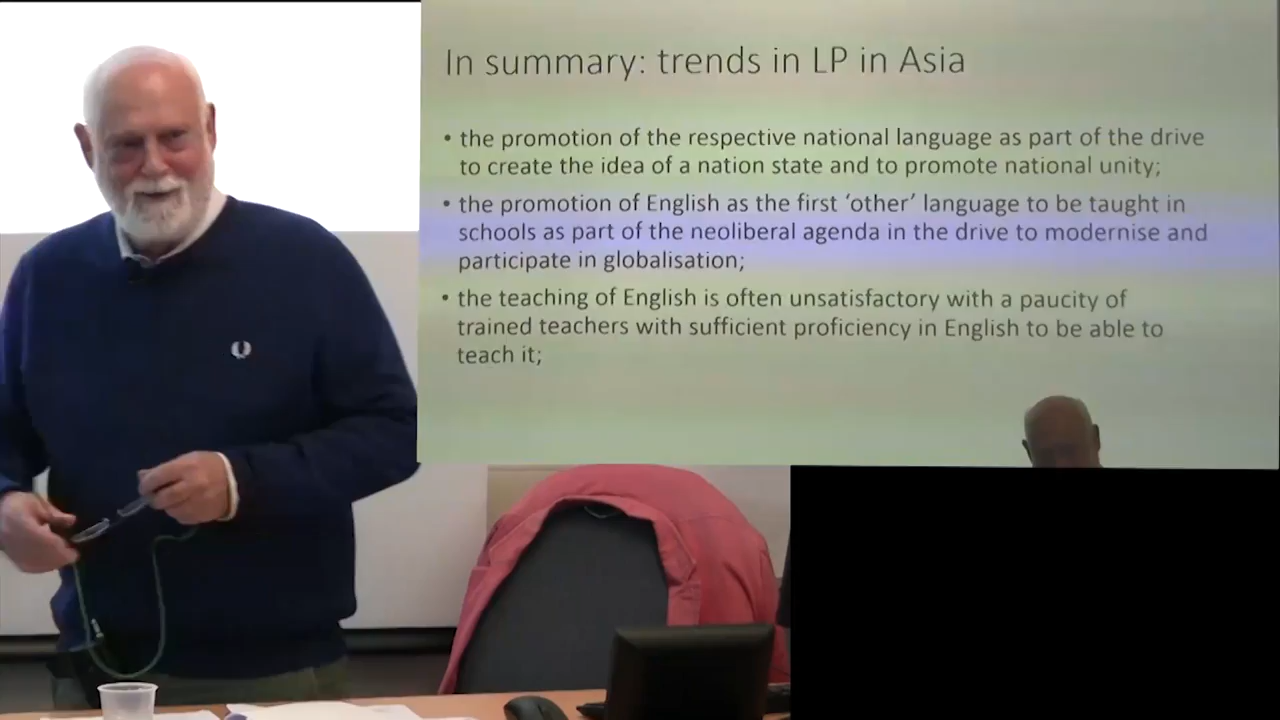 In summary: trends in LP in Asia
• the promotion of the respective national language as part of the drive
to create the idea of a nation state and to promote national unity;
• the promotion of English as the first 'other' language to be taught in
schools as part of the neoliberal agenda in the drive to modernise and
participate in globalisation;
• the teaching of English is often unsatisfactory with a paucity of
trained teachers with sufficient proficiency in English to be able to
teach it;